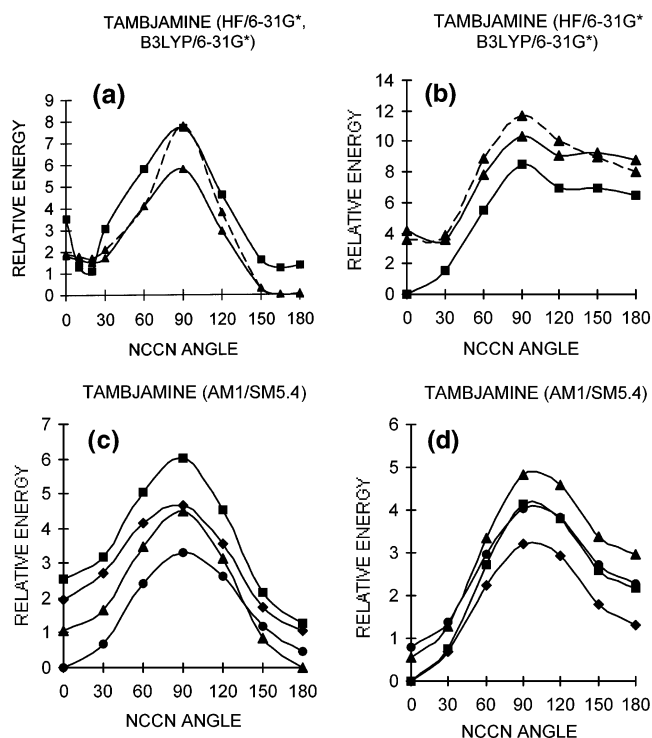 TAMBJAMINE (HF/6-31G*,
B3LYP/6-31G*)
(a)
RELATIVE ENERGY
9
8
7
6
5
4
3
2
1
0
0 30 60 90 120 150 180
NCCN ANGLE
TAMBJAMINE (HF/6-31G*
B3LYP/6-31G*)
(b)
RELATIVE ENERGY
14
12
10
8
6
4
2
0
0 30 60 90 120 150 180
NCCN ANGLE
TAMBJAMINE (AM1/SM5.4)
(c)
RELATIVE ENERGY
7
6
5
4
3
2
1
0
0 30 60 90 120 150 180
NCCN ANGLE
TAMBJAMINE (AM1/SM5.4)
(d)
RELATIVE ENERGY
6
5
4
3
2
1
0
0 30 60 90 120 150 180
NCCN ANGLE